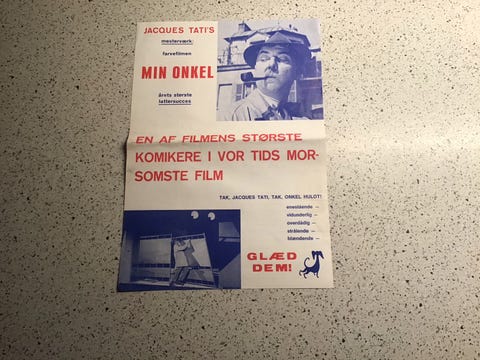 JACQUES TATI'S
mesterværk:
farvefilmen
MIN ONKEL
årets største
lattersucces
EN AF FILMENS STØRSTE
KOMIKERE I VOR TIDS MOR-
SOMSTE FILM
TAK, JACQUES TATI, TAK, ONKEL HULOT!
enestående —
vidunderlig —
overdådig —
strålende —
blændende —
GLÆD
DEM!